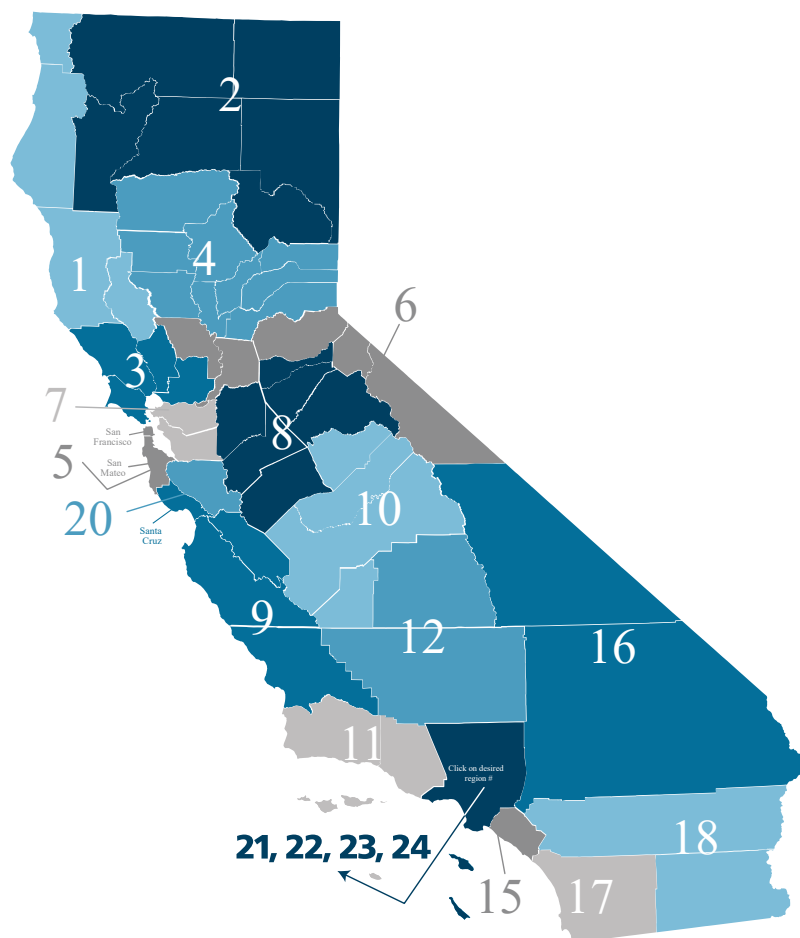 2
4
1
6
3
7
8
San
Francisco
5
San
Mateo
20
10
Santa
Cruz
9
12
16
11
Click on desired
region #
21, 22, 23, 24
18
15
17